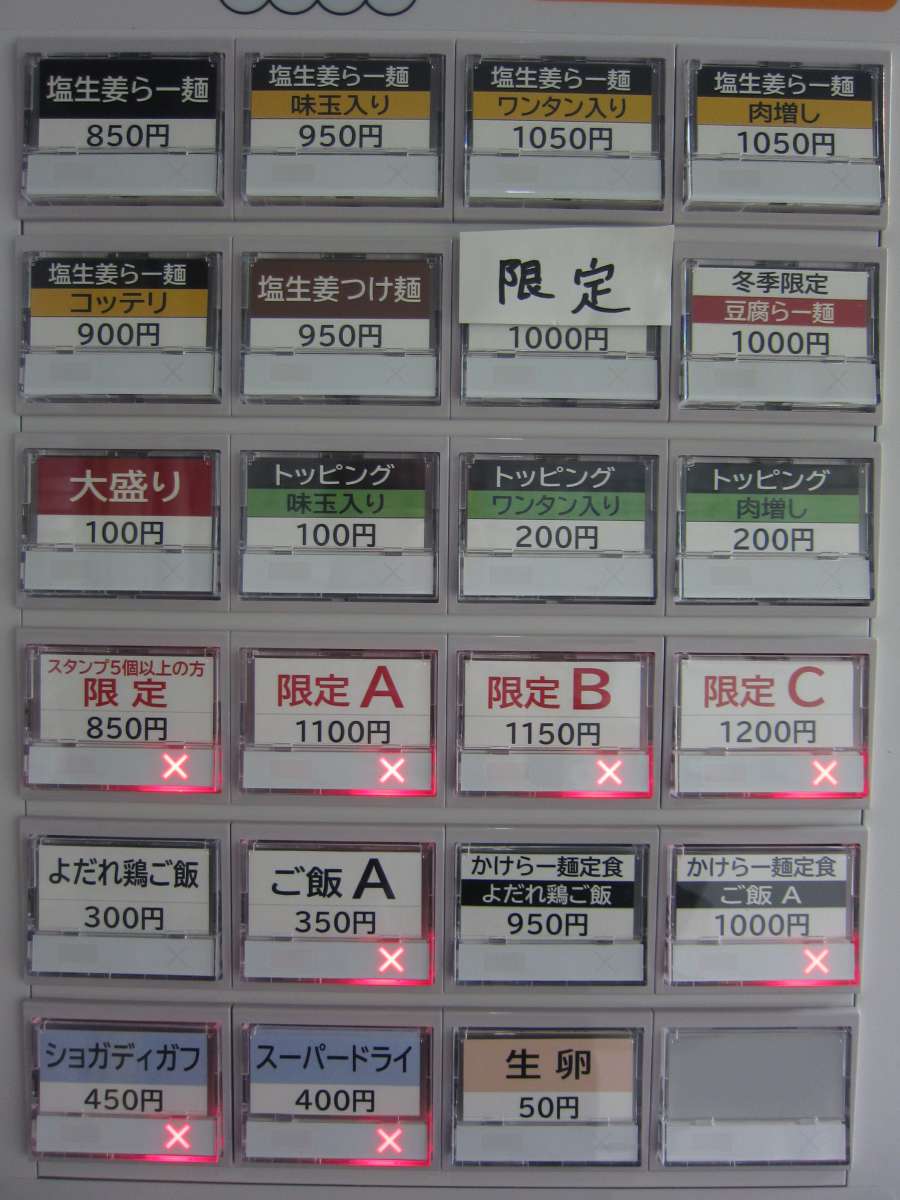 塩生姜らー麺
850円
塩生姜らー麺
味玉入り
950円
塩生姜らー麺
ワンタン入り
1050円
塩生姜らー麺
肉増し
1050円
塩生姜らー麺
コッテリ
900円
塩生姜つけ麺
950円
限定
1000円
冬季限定
豆腐らー麺
1000円
大盛り
100円
トッピング
味玉入り
100円
トッピング
ワンタン入り
200円
トッピング
肉増し
200円
スタンプ5個以上の方
限定
850円
×
限定A
1100円
×
限定B
1150円
×
限定C
1200円
×
よだれ鶏ご飯
300円
ご飯A
350円
×
かけらー麺定食
よだれ鶏ご飯
950円
かけらー麺定食
ご飯A
1000円
×
ショガディガフ
450円
×
スーパードライ
400円
×
生卵
50円